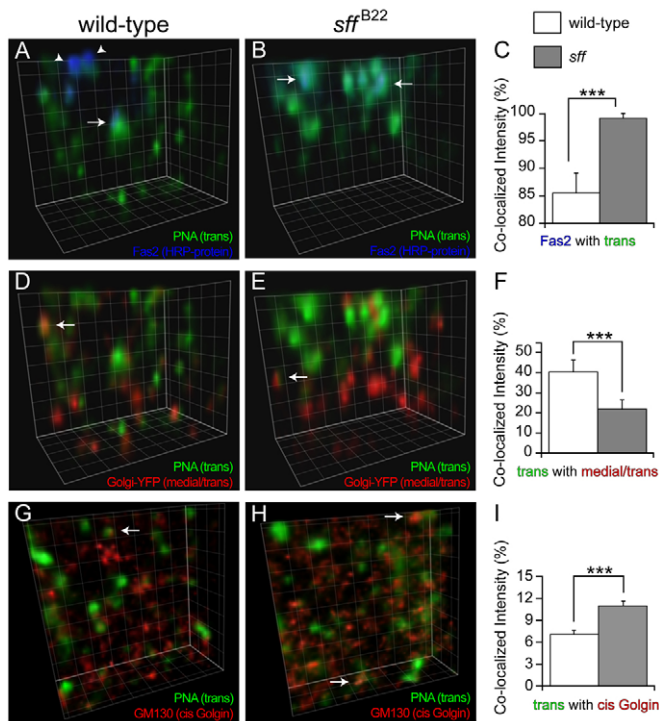 wild-type
sff B22
wild-type
sff
A
B
C
PNA (trans)
Fas2 (HRP-protein)
PNA (trans)
Fas2 (HRP-protein)
Co-localized Intensity (%)
100
95
90
85
80
***
Fas2 with trans
D
E
F
PNA (trans)
Golgi-YFP (medial/trans)
PNA (trans)
Golgi-YFP (medial/trans)
Co-localized Intensity (%)
50
40
30
20
10
0
***
trans with medial/trans
G
H
I
PNA (trans)
GM130 (cis Golgin)
PNA (trans)
GM130 (cis Golgin)
Co-localized Intensity (%)
15
12
9
6
3
0
***
trans with cis Golgin